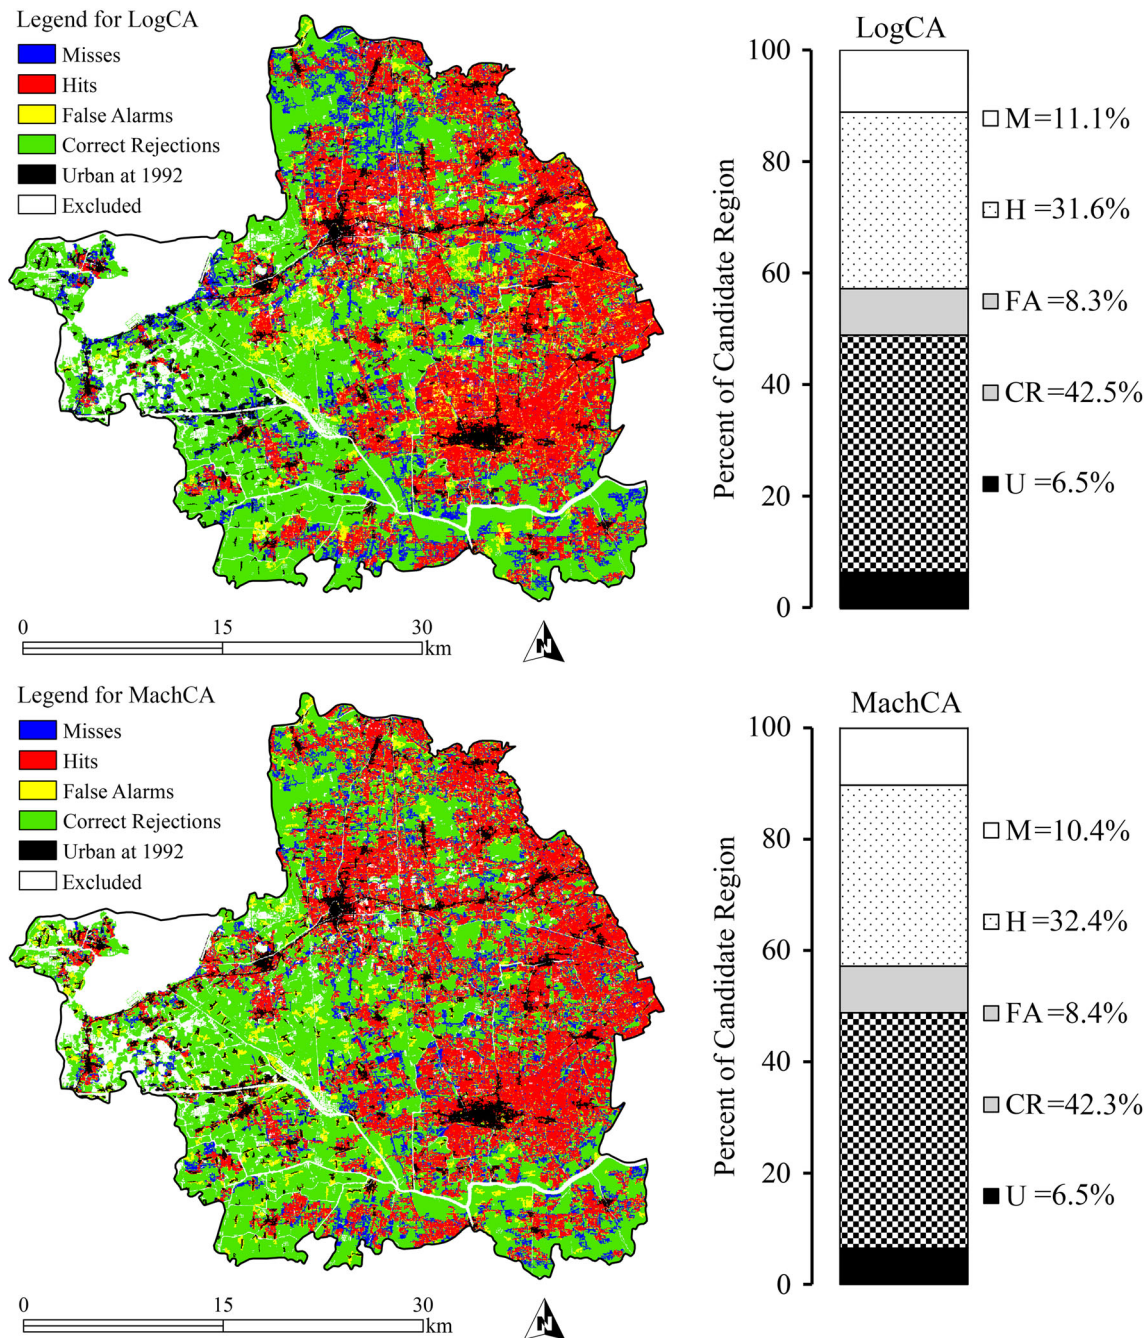 Legend for LogCA
Misses
Hits
False Alarms
Correct Rejections
Urban at 1992
Excluded
0 15 30
km
N
LogCA
Percent of Candidate Region
100
80
60
40
20
0
M=11.1%
H =31.6%
FA=8.3%
CR=42.5%
U =6.5%
Legend for MachCA
Misses
Hits
False Alarms
Correct Rejections
Urban at 1992
Excluded
0 15 30
km
N
MachCA
Percent of Candidate Region
100
80
60
40
20
0
M=10.4%
H =32.4%
FA=8.4%
CR=42.3%
U =6.5%